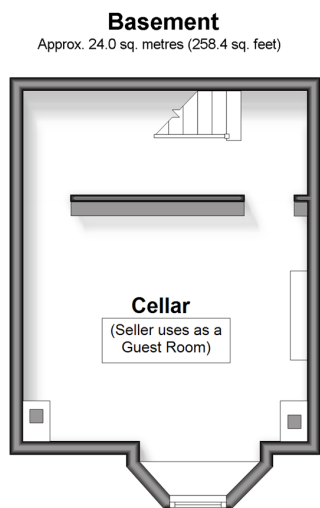 Basement
Approx. 24.0 sq. metres (258.4 sq. feet)
Cellar
(Seller uses as a
Guest Room)